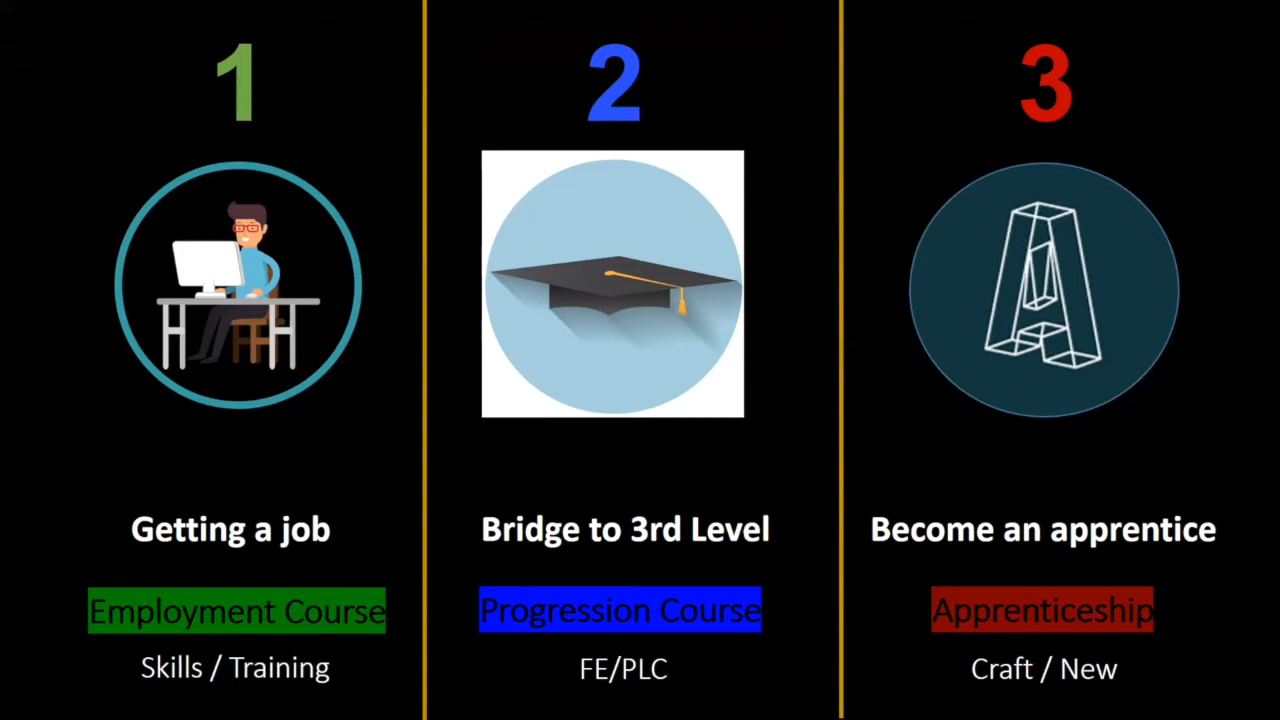 1
2
3
Getting a job
Bridge to 3rd Level
Become an apprentice
Employment Course
Progression Course
Apprenticeship
Skills / Training
FE/PLC
Craft / New